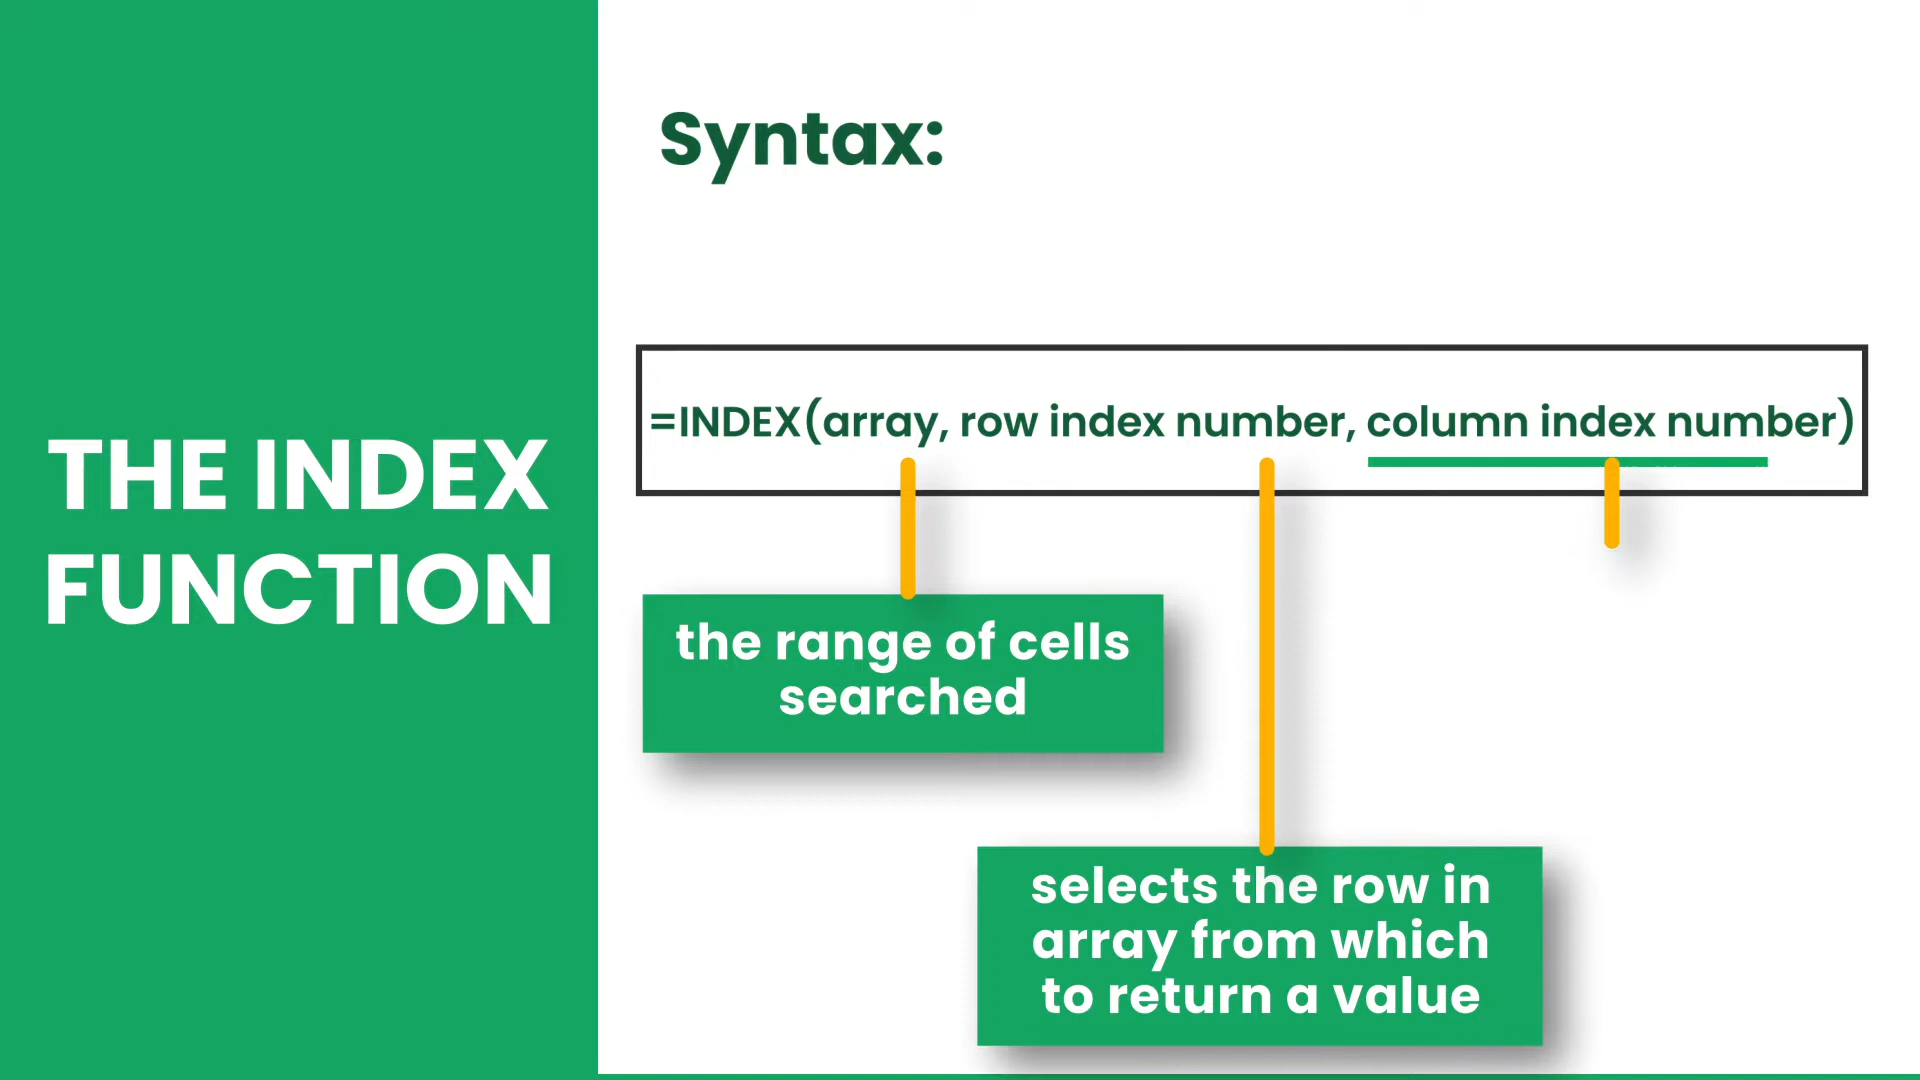 THE INDEX
FUNCTION
Syntax:
=INDEX(array, row index number, column index number)
the range of cells
searched
selects the row in
array from which
to return a value